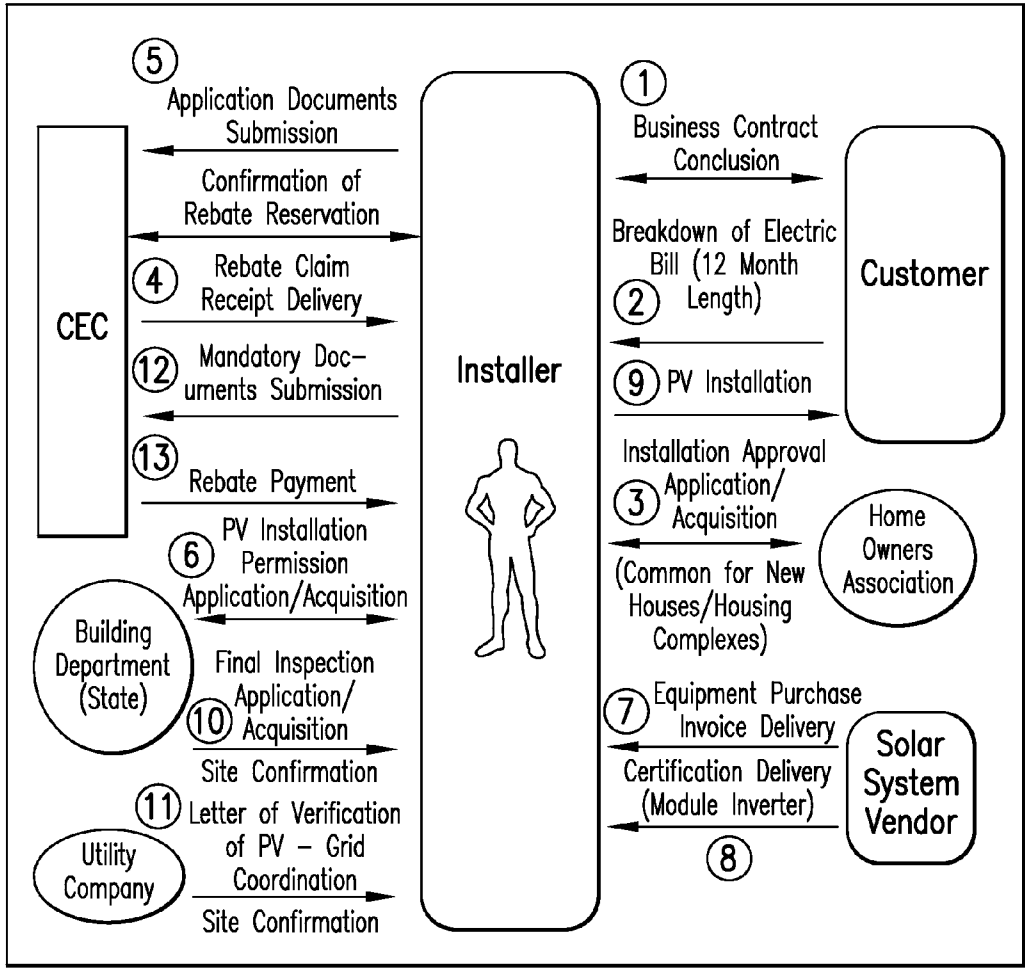 5
Application Documents
Submission
Confirmation of
Rebate Reservation
4
Rebate Claim
Receipt Delivery
CEC
12
Mandatory Doc-
uments Submission
13
Rebate Payment
6
PV Installation
Permission
Application/Acquisition
Building
Department
(State)
Final Inspection
Application/
Acquisition
10
Site Confirmation
11
Letter of Verification
of PV - Grid
Coordination
Utility
Company
Site Confirmation
Installer
1
Business Contract
Conclusion
Breakdown of Electric
Bill (12 Month
Length)
2
Customer
9
PV Installation
Installation Approval
Application/
Acquisition
3
(Common for New
Houses/Housing
Complexes)
Home
Owners
Association
7
Equipment Purchase
Invoice Delivery
Certification Delivery
(Module Inverter)
8
Solar
System
Vendor